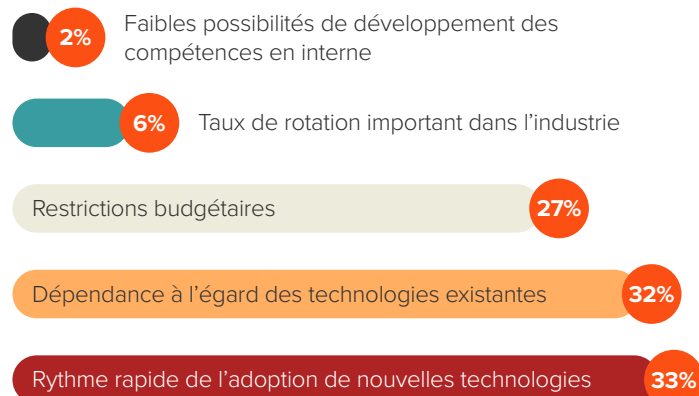 2%
Faibles possibilités de développement des
compétences en interne
6%
Taux de rotation important dans l’industrie
Restrictions budgétaires
27%
Dépendance à l’égard des technologies existantes
32%
Rythme rapide de l’adoption de nouvelles technologies
33%